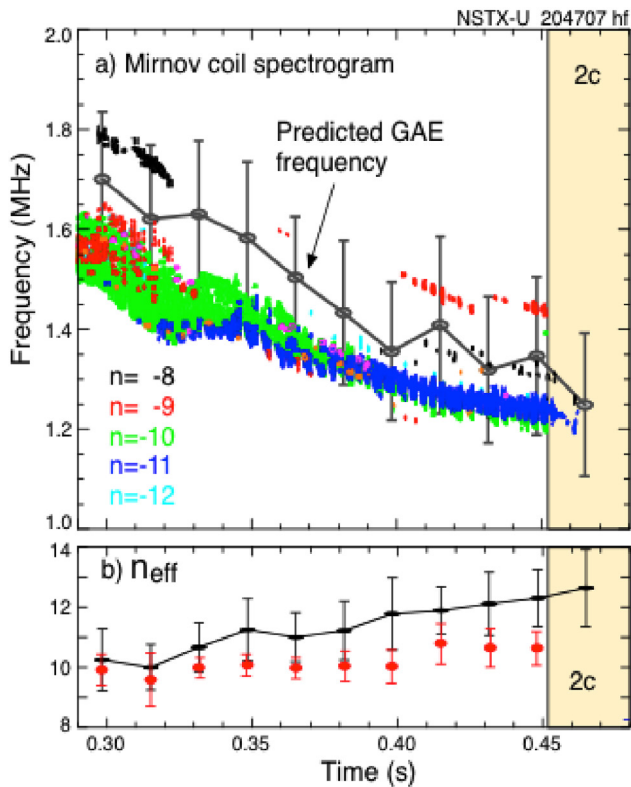 NSTX-U 204707 hf
2.0
a) Mirnov coil spectrogram
2c
1.8
Predicted GAE
frequency
1.6
Frequency (MHz)
1.4
n= -8
n= -9
1.2
n=-10
n=-11
n=-12
1.0
14
b) neff
12
10
2c
8
0.30 0.35 0.40 0.45
Time (s)